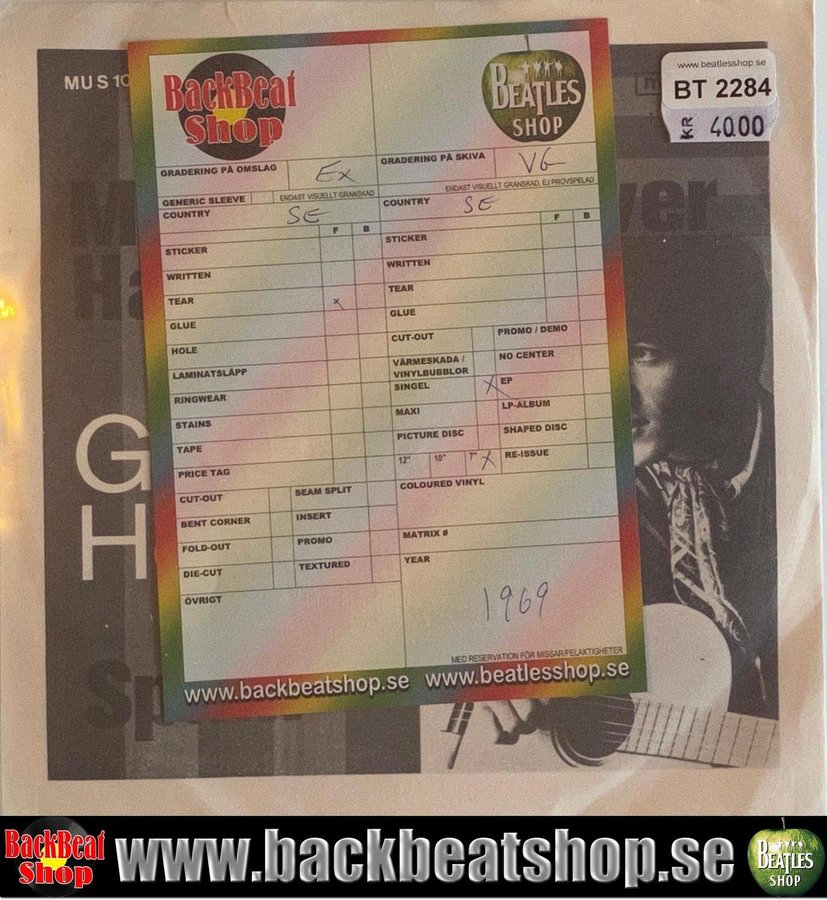 MUS 10
BackBeat
Shop
BEATLES
SHOP
www.beatlesshop.se
BT 2284
KR 40.00
GRADERING PÅ OMSLAG Ex
GRADERING PÅ SKIVA VG
GENERIC SLEEVE ENDAST VISUELLT GRANSKAD
ENDAST VISUELLT GRANSKAD, EJ PROVSPELAD
COUNTRY SE
COUNTRY SE
F B
F B
STICKER
STICKER
WRITTEN
WRITTEN
TEAR x
TEAR
GLUE
GLUE
HOLE
CUT-OUT
PROMO / DEMO
LAMINATSLÄPP
VÄRMESKADA /
VINYLBUBBLOR
NO CENTER
RINGWEAR
SINGEL X
EP
STAINS
MAXI
LP-ALBUM
TAPE
PICTURE DISC
SHAPED DISC
PRICE TAG
12" 10" 7" X
RE-ISSUE
CUT-OUT
SEAM SPLIT
COLOURED VINYL
BENT CORNER
INSERT
FOLD-OUT
PROMO
MATRIX #
DIE-CUT
TEXTURED
YEAR
ÖVRIGT
1969
MED RESERVATION FÖR MISSAR/FELAKTIGHETER
www.backbeatshop.se www.beatlesshop.se
G
H
Sp
ver
Ha
BackBeat
Shop
www.backbeatshop.se
BEATLES
SHOP